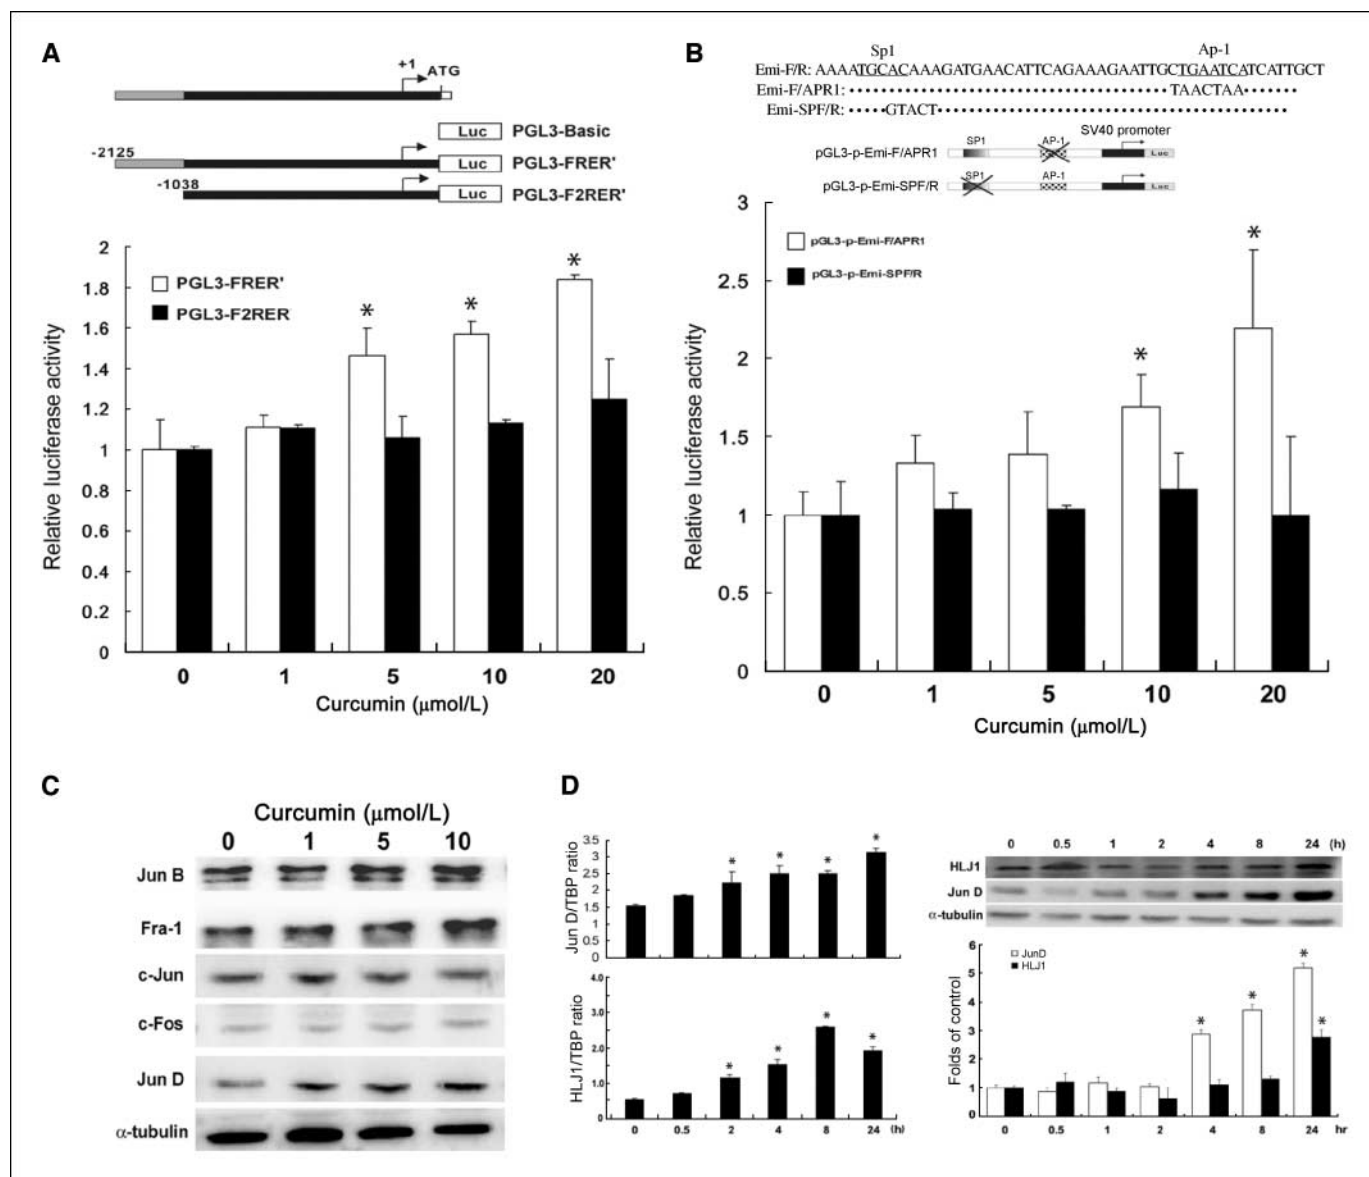 A
+1
ATG
Luc PGL3-Basic
-2125
Luc PGL3-FRER'
-1038
Luc PGL3-F2RER'
Relative luciferase activity
2
1.8
1.6
1.4
1.2
1
0.8
0.6
0.4
0.2
0
PGL3-FRER'
PGL3-F2RER
*
*
*
0 1 5 10 20
Curcumin (μmol/L)
B
Sp1 Ap-1
Emi-F/R: AAAATGCACAAAGATGAACATTCAGAAAGAATTGCTGAATCATCATTGCT
Emi-F/APR1: TAACTAA
Emi-SPF/R: GTACT
SV40 promoter
pGL3-p-Emi-F/APR1 SP1 AP-1 Luc
pGL3-p-Emi-SPF/R SP1 AP-1 Luc
Relative luciferase activity
3
2.5
2
1.5
1
0.5
0
pGL3-p-Emi-F/APR1
pGL3-p-Emi-SPF/R
*
*
0 1 5 10 20
Curcumin (μmol/L)
C
Curcumin (μmol/L)
0 1 5 10
Jun B
Fra-1
c-Jun
c-Fos
Jun D
α-tubulin
D
Jun D/TBP ratio
3.5
3
2.5
2
1.5
1
0.5
0
* * * *
HLJ1/TBP ratio
4.0
3.0
2.0
1.0
0
* * * *
0 0.5 2 4 8 24 (h)
0 0.5 1 2 4 8 24 (h)
HLJ1
Jun D
α-tubulin
Folds of control
6
5
4
3
2
1
0
JunD
HLJ1
* * * *
0 0.5 1 2 4 8 24 hr